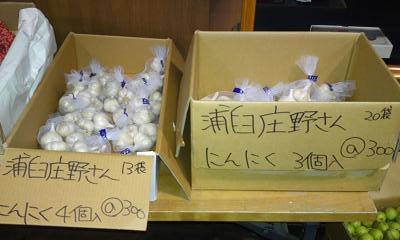 浦臼庄野さん 13袋
にんにく 4個入 @300
20袋
浦臼庄野さん
にんにく 3個入 @300